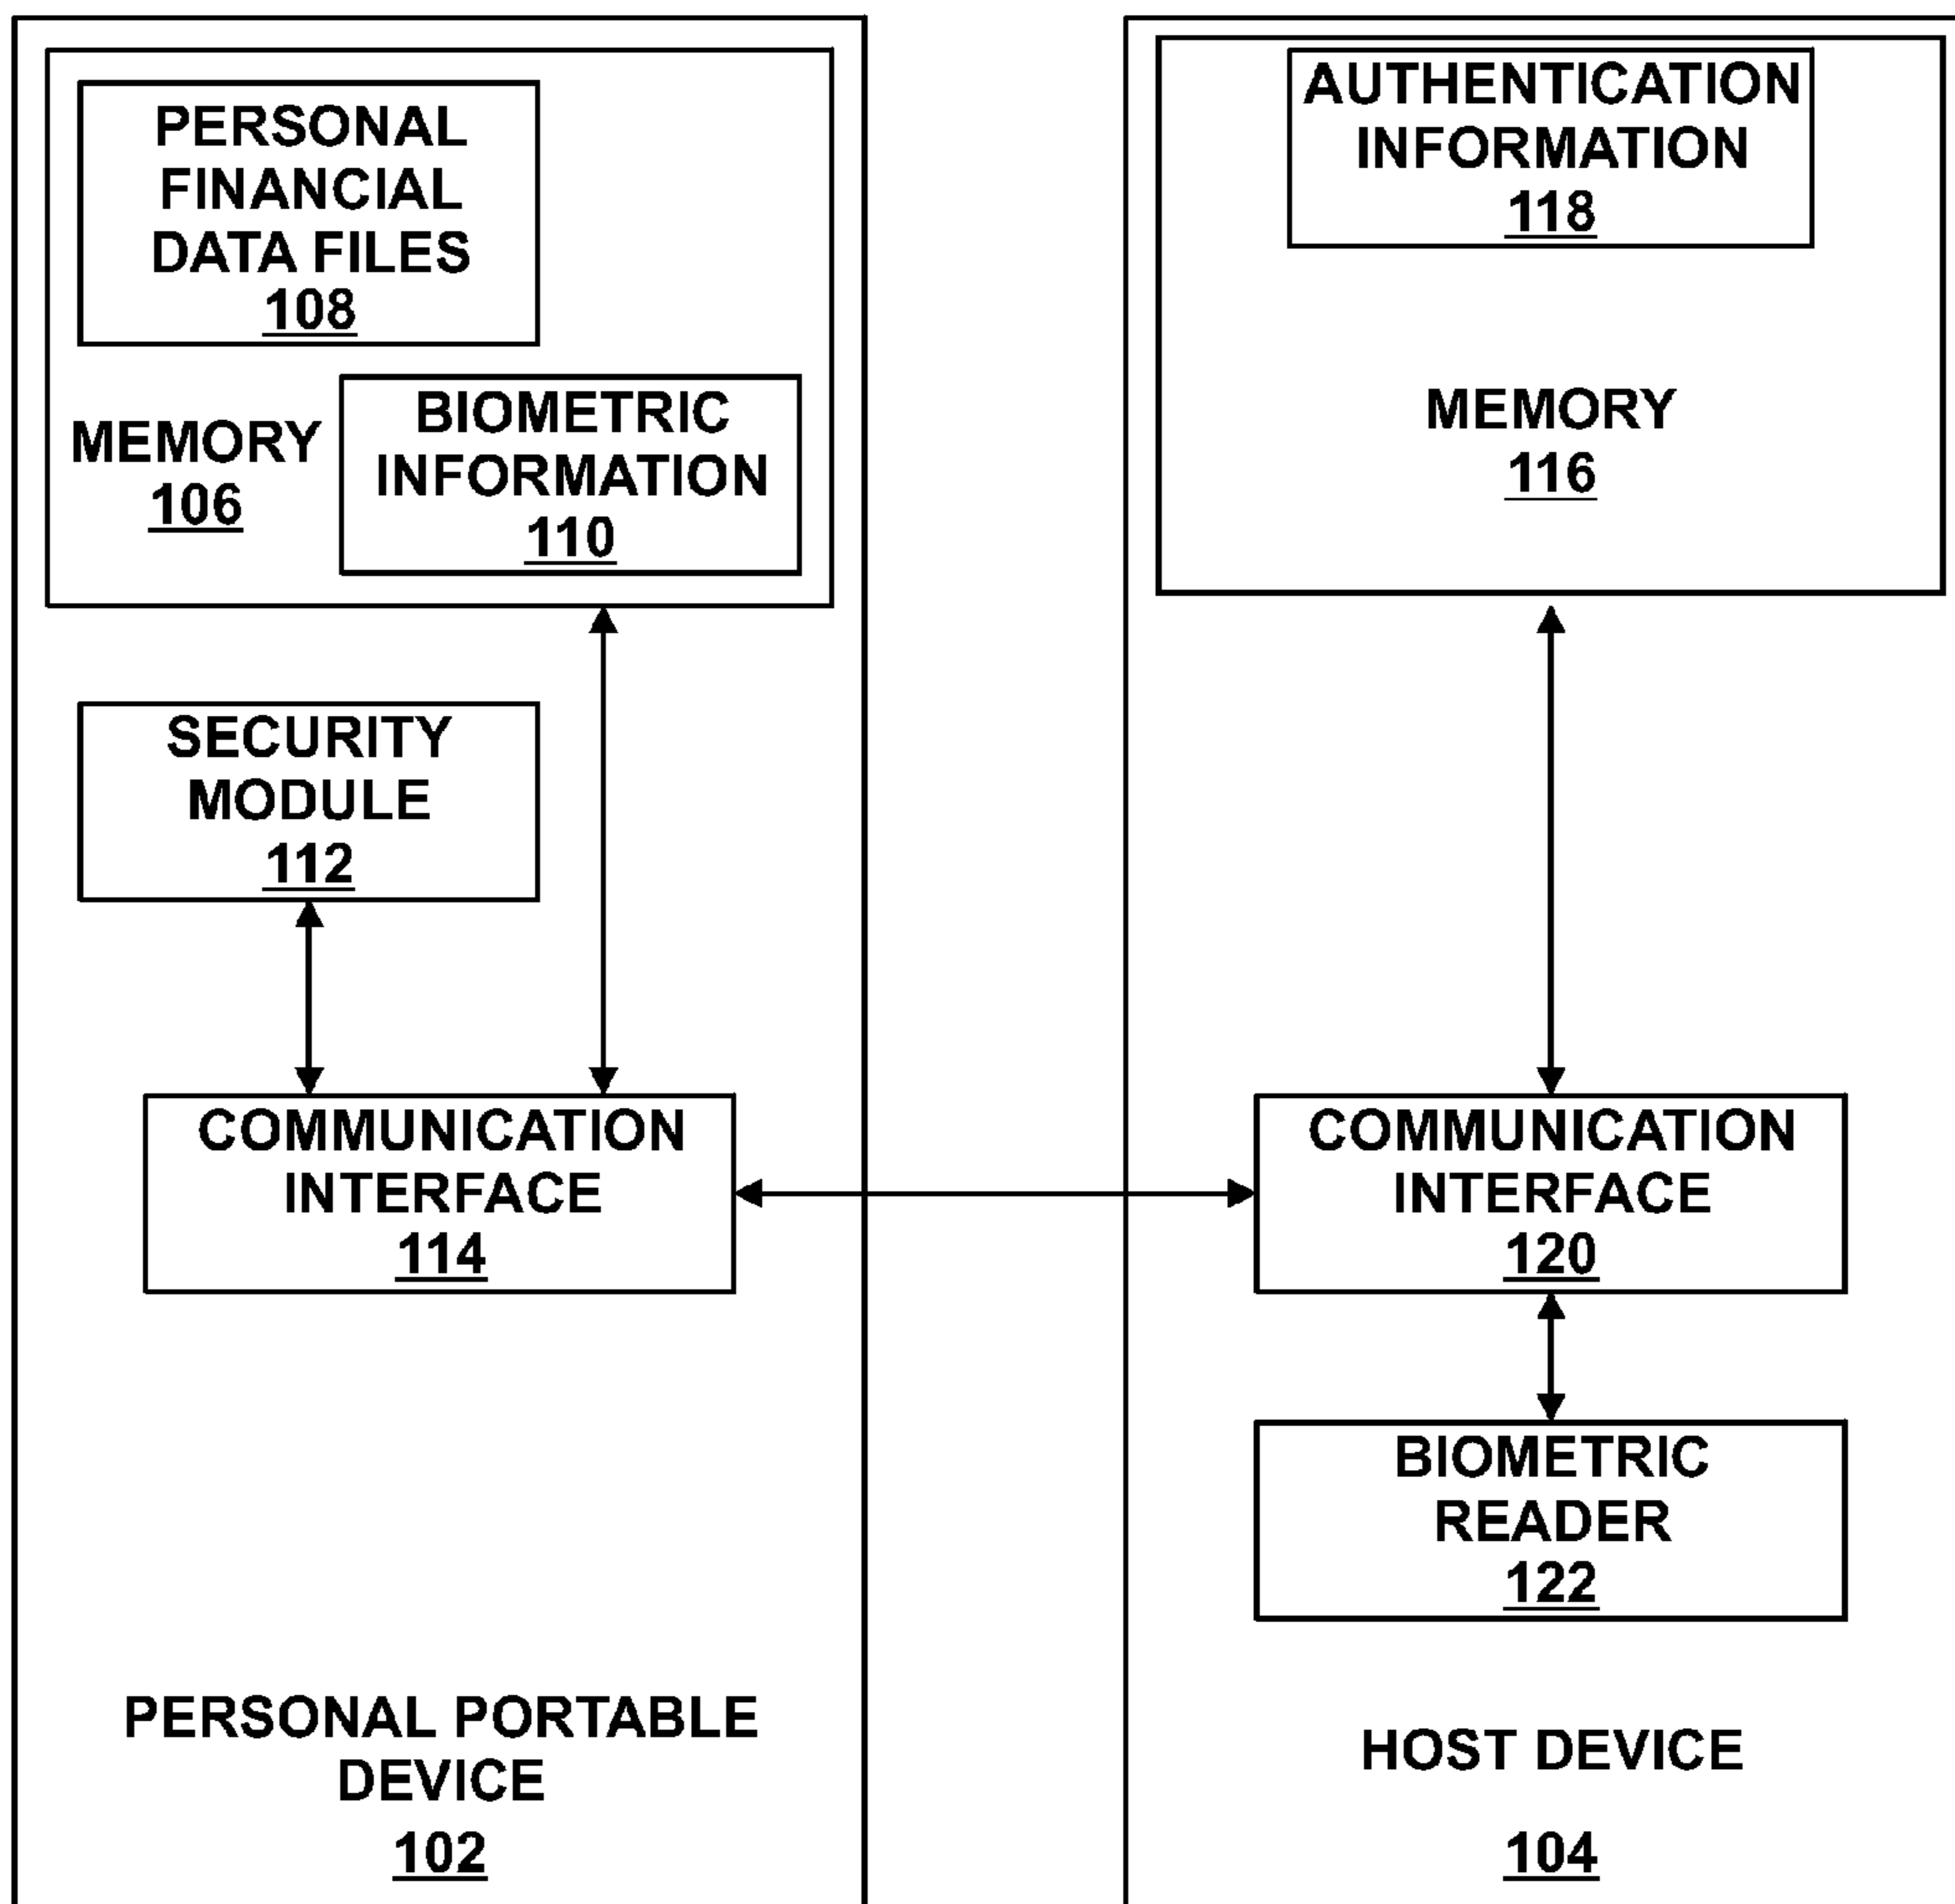 PERSONAL
FINANCIAL
DATA FILES
108
MEMORY
106
BIOMETRIC
INFORMATION
110
SECURITY
MODULE
112
COMMUNICATION
INTERFACE
114
PERSONAL PORTABLE
DEVICE
102
AUTHENTICATION
INFORMATION
118
MEMORY
116
COMMUNICATION
INTERFACE
120
BIOMETRIC
READER
122
HOST DEVICE
104